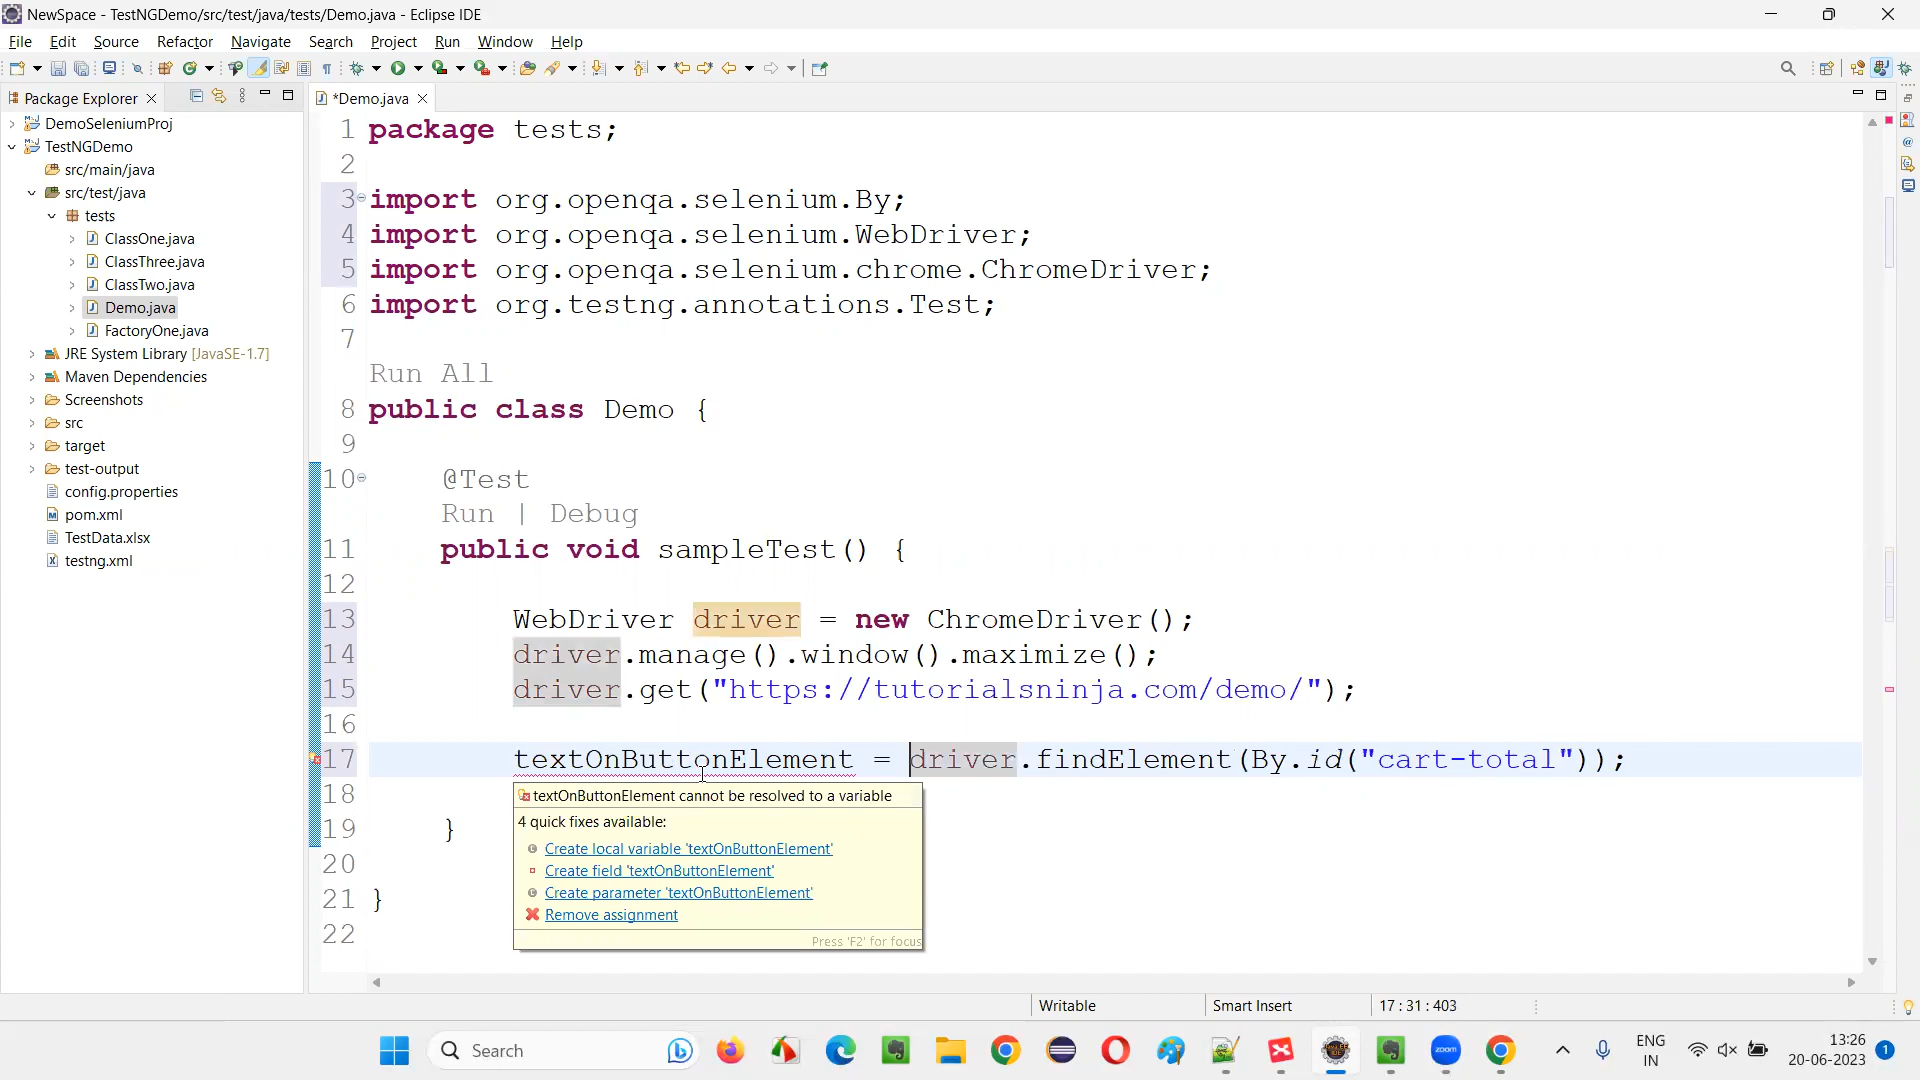 NewSpace - TestNGDemo/src/test/java/tests/Demo.java - Eclipse IDE
File Edit Source Refactor Navigate Search Project Run Window Help
Package Explorer
DemoSeleniumProj
TestNGDemo
src/main/java
src/test/java
tests
ClassOne.java
ClassThree.java
ClassTwo.java
Demo.java
FactoryOne.java
JRE System Library [JavaSE-1.7]
Maven Dependencies
Screenshots
src
target
test-output
config.properties
pom.xml
TestData.xlsx
testng.xml
*Demo.java
1 package tests;
2
3 import org.openqa.selenium.By;
4 import org.openqa.selenium.WebDriver;
5 import org.openqa.selenium.chrome.ChromeDriver;
6 import org.testng.annotations.Test;
7
Run All
8 public class Demo {
9
10 @Test
Run | Debug
11 public void sampleTest() {
12
13 WebDriver driver = new ChromeDriver();
14 driver.manage().window().maximize();
15 driver.get("https://tutorialsninja.com/demo/");
16
17 textOnButtonElement = driver.findElement(By.id("cart-total"));
18
19 }
20
21 }
22
textOnButtonElement cannot be resolved to a variable
4 quick fixes available:
Create local variable 'textOnButtonElement'
Create field 'textOnButtonElement'
Create parameter 'textOnButtonElement'
Remove assignment
Press 'F2' for focus
Writable Smart Insert 17 : 31 : 403
Search
zoom
ENG
IN
13:26
20-06-2023
1